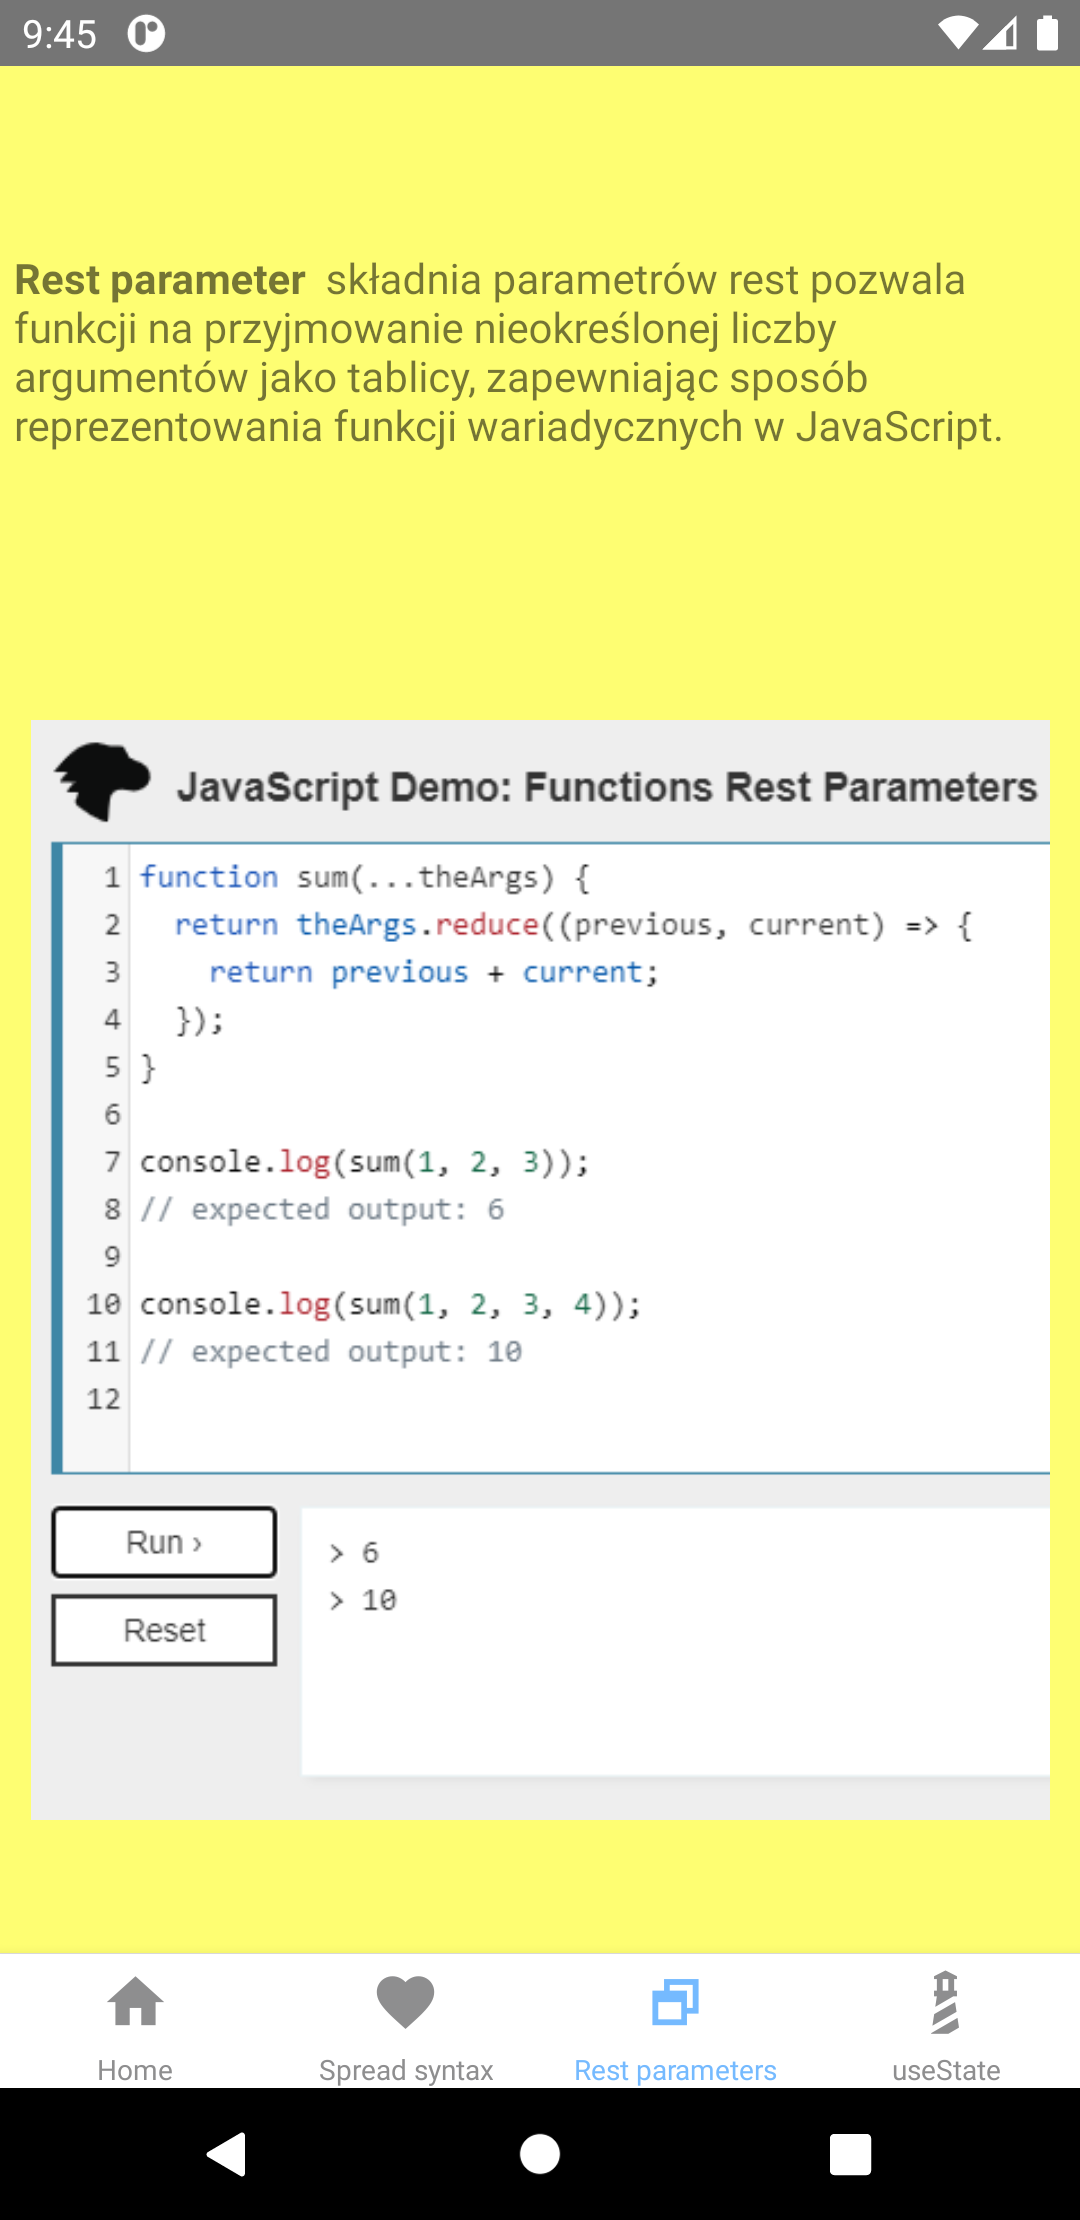 9:45
Rest parameter  składnia parametrów rest pozwala
funkcji na przyjmowanie nieokreślonej liczby
argumentów jako tablicy, zapewniając sposób
reprezentowania funkcji wariadycznych w JavaScript.
JavaScript Demo: Functions Rest Parameters
1 function sum(...theArgs) {
2   return theArgs.reduce((previous, current) => {
3     return previous + current;
4   });
5 }
6
7 console.log(sum(1, 2, 3));
8 // expected output: 6
9
10 console.log(sum(1, 2, 3, 4));
11 // expected output: 10
12
Run ›
> 6
> 10
Reset
Home
Spread syntax
Rest parameters
useState